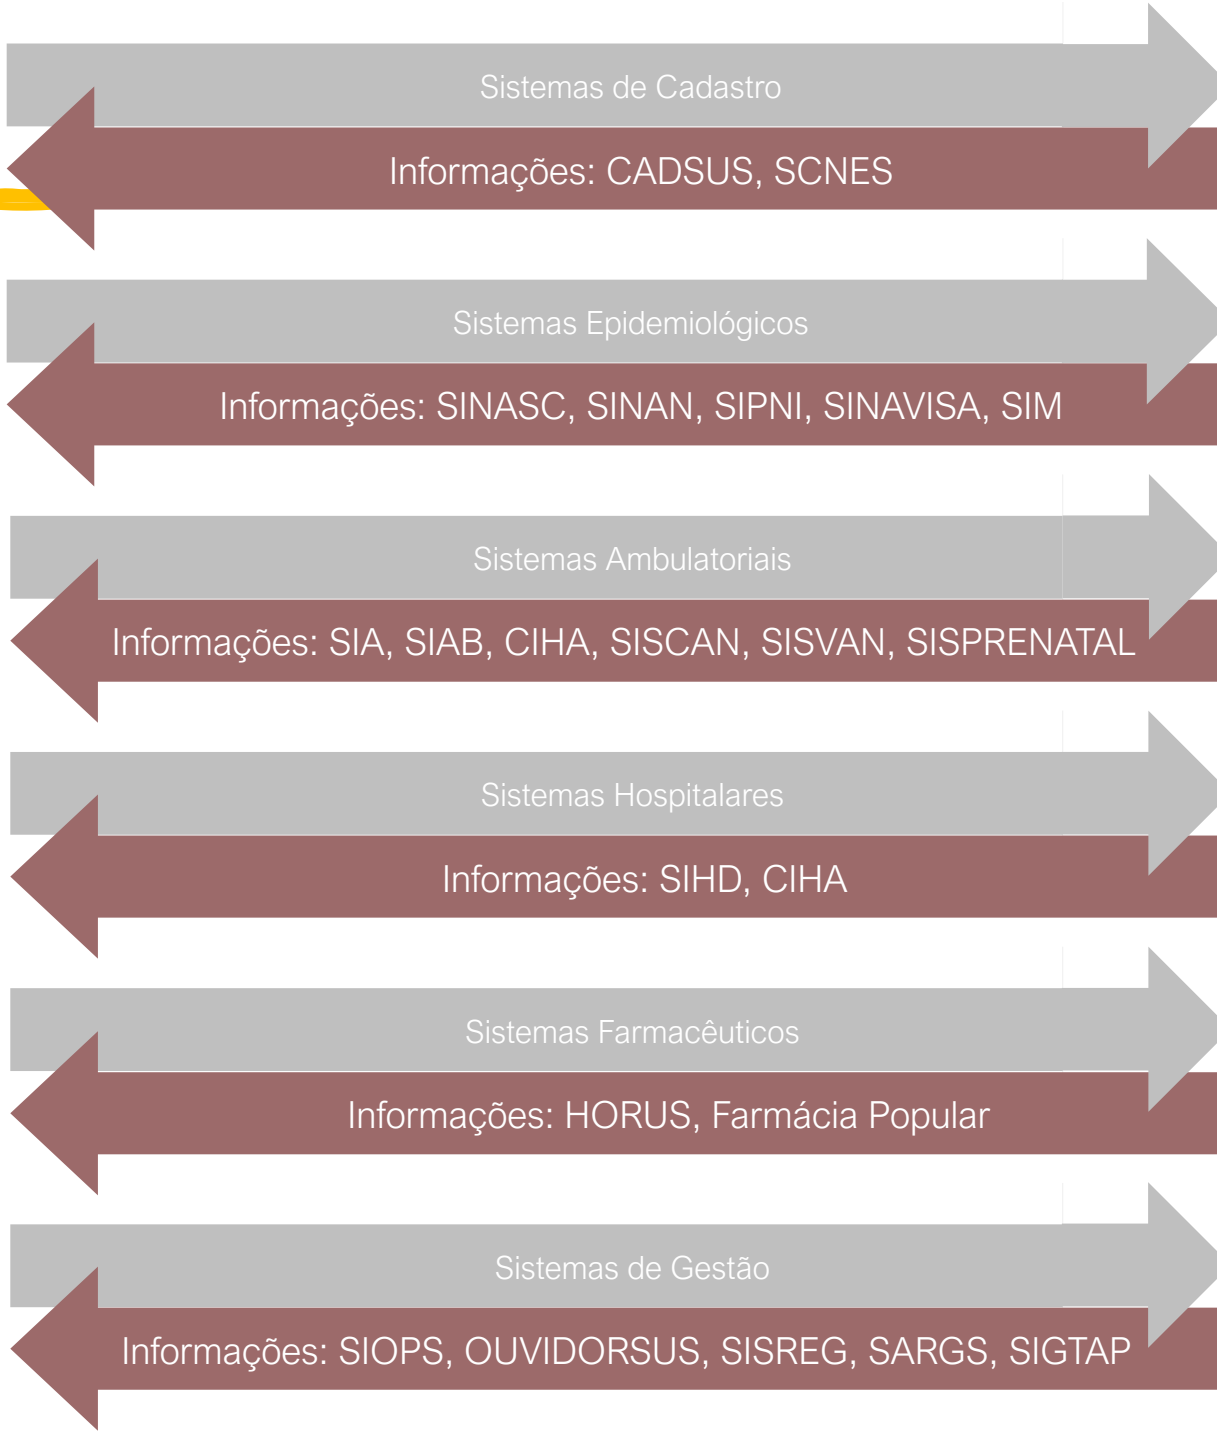 Sistemas de Cadastro
Informações: CADSUS, SCNES
Sistemas Epidemiológicos
Informações: SINASC, SINAN, SIPNI, SINAVISA, SIM
Sistemas Ambulatoriais
Informações: SIA, SIAB, CIHA, SISCAN, SISVAN, SISPRENATAL
Sistemas Hospitalares
Informações: SIHD, CIHA
Sistemas Farmacêuticos
Informações: HORUS, Farmácia Popular
Sistemas de Gestão
Informações: SIOPS, OUVIDORSUS, SISREG, SARGS, SIGTAP